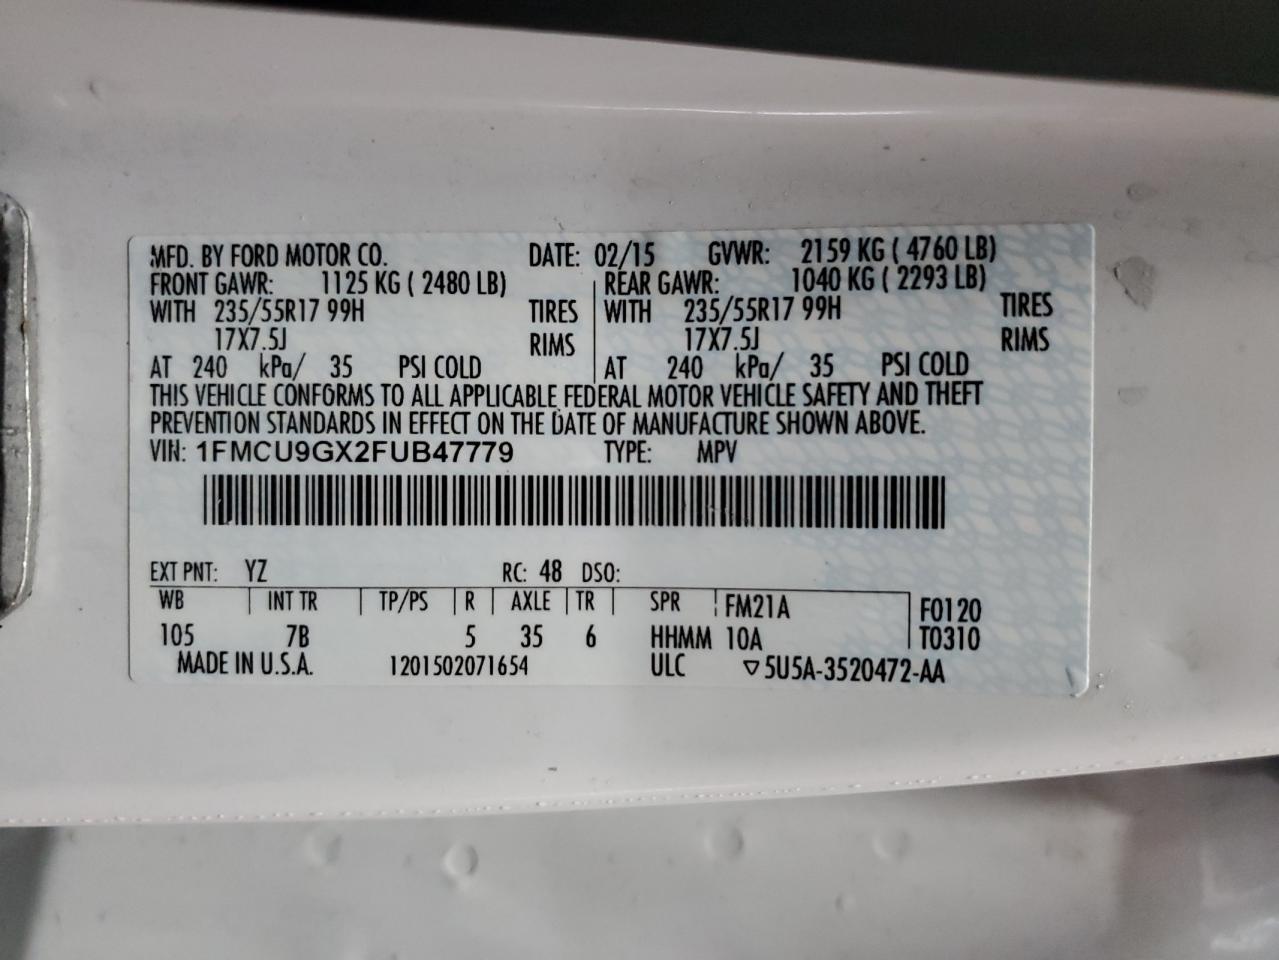 MFD. BY FORD MOTOR CO. DATE: 02/15 GVWR: 2159 KG ( 4760 LB)
FRONT GAWR: 1125 KG ( 2480 LB) REAR GAWR: 1040 KG ( 2293 LB)
WITH 235/55R17 99H TIRES WITH 235/55R17 99H TIRES
17X7.5J RIMS 17X7.5J RIMS
AT 240 kPa/ 35 PSI COLD AT 240 kPa/ 35 PSI COLD
THIS VEHICLE CONFORMS TO ALL APPLICABLE FEDERAL MOTOR VEHICLE SAFETY AND THEFT
PREVENTION STANDARDS IN EFFECT ON THE DATE OF MANUFACTURE SHOWN ABOVE.
VIN: 1FMCU9GX2FUB47779 TYPE: MPV
EXT PNT: YZ RC: 48 DSO:
WB INT TR TP/PS R AXLE TR SPR FM21A F0120
105 7B 5 35 6 HHMM 10A T0310
MADE IN U.S.A. 1201502071654 ULC ▽5U5A-3520472-AA